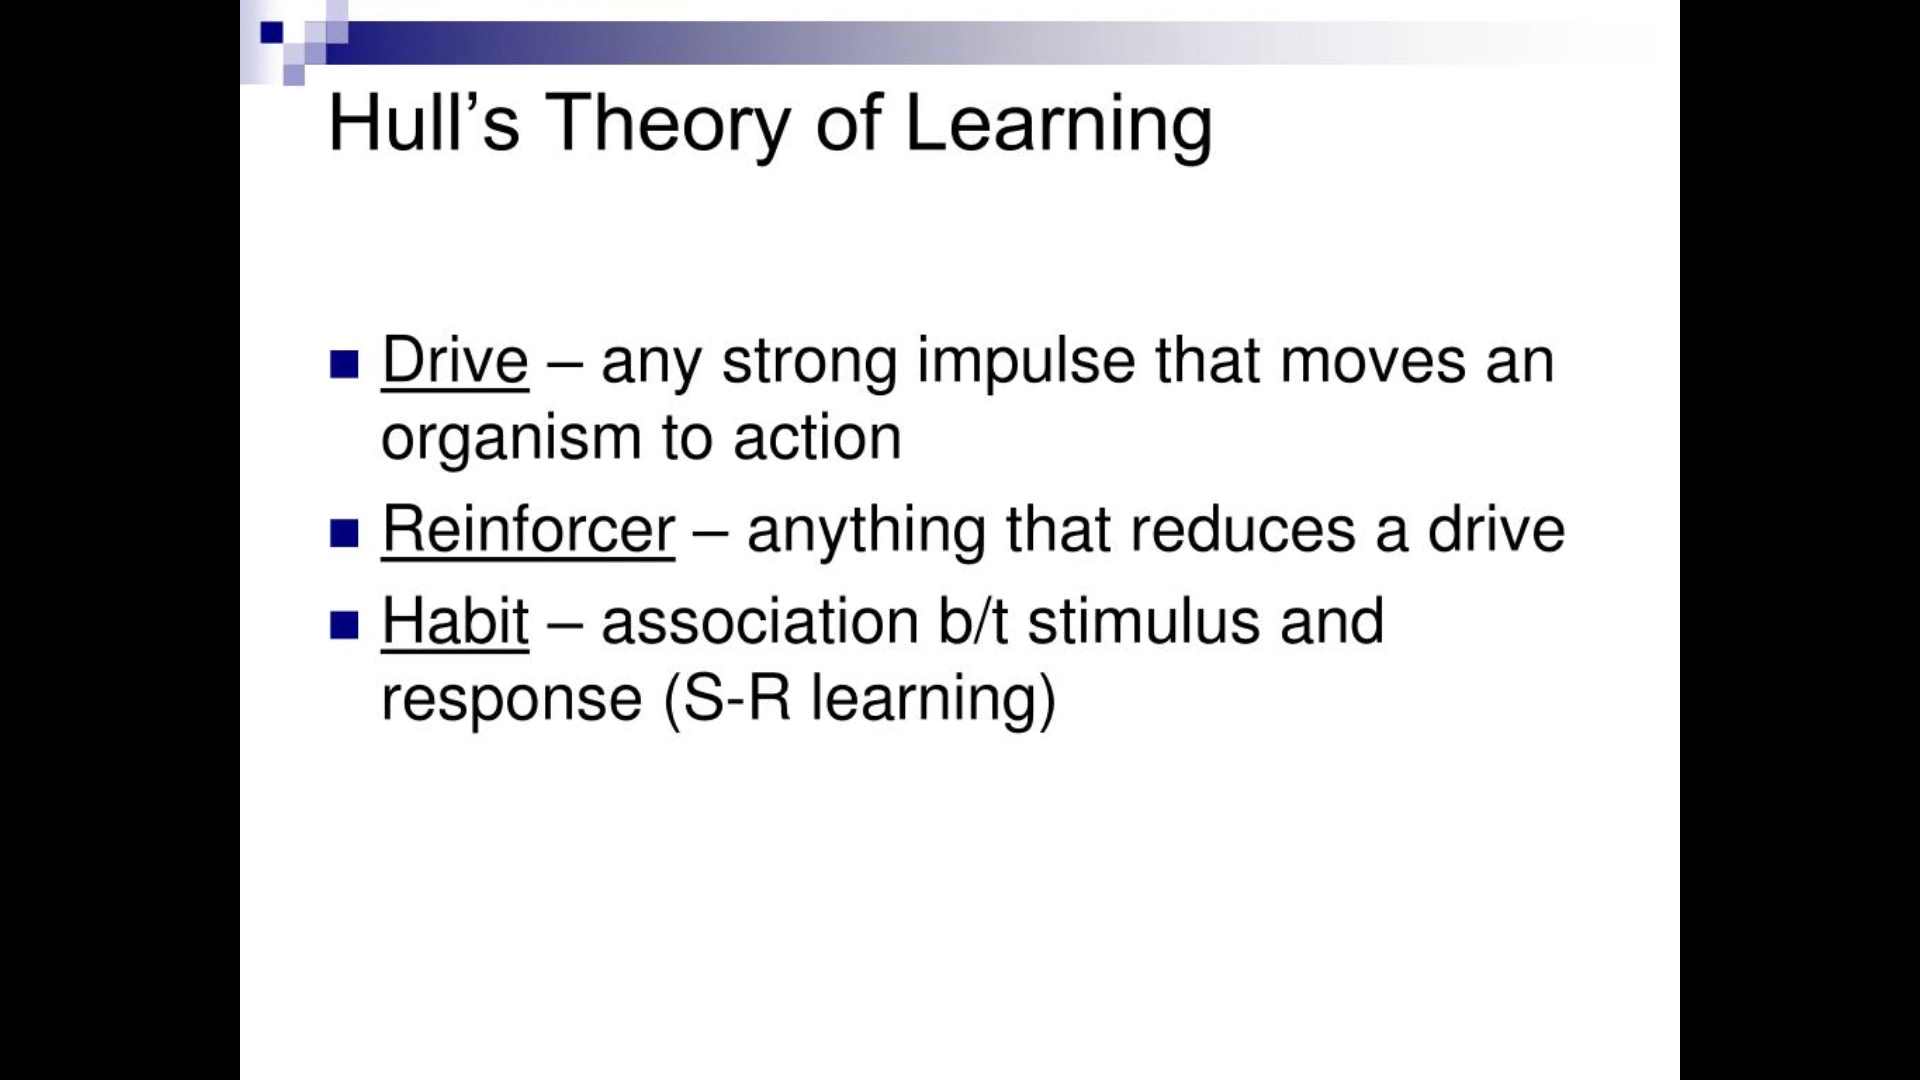 Hull’s Theory of Learning
Drive – any strong impulse that moves an
organism to action
Reinforcer – anything that reduces a drive
Habit – association b/t stimulus and
response (S-R learning)